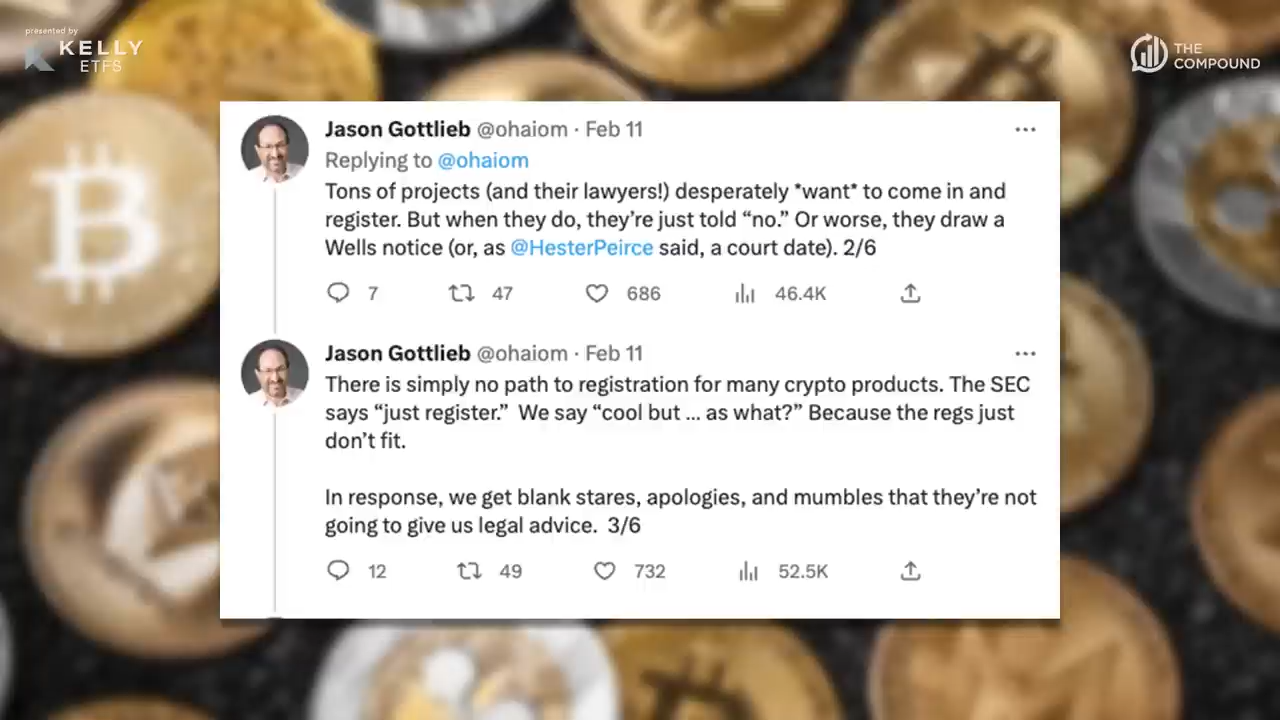 presented by
KELLY
ETFS
THE
COMPOUND
Jason Gottlieb @ohaiom · Feb 11
Replying to @ohaiom
Tons of projects (and their lawyers!) desperately *want* to come in and
register. But when they do, they’re just told “no.” Or worse, they draw a
Wells notice (or, as @HesterPeirce said, a court date). 2/6
7 47 686 46.4K
Jason Gottlieb @ohaiom · Feb 11
There is simply no path to registration for many crypto products. The SEC
says “just register.”  We say “cool but ... as what?” Because the regs just
don’t fit.
In response, we get blank stares, apologies, and mumbles that they’re not
going to give us legal advice.  3/6
12 49 732 52.5K